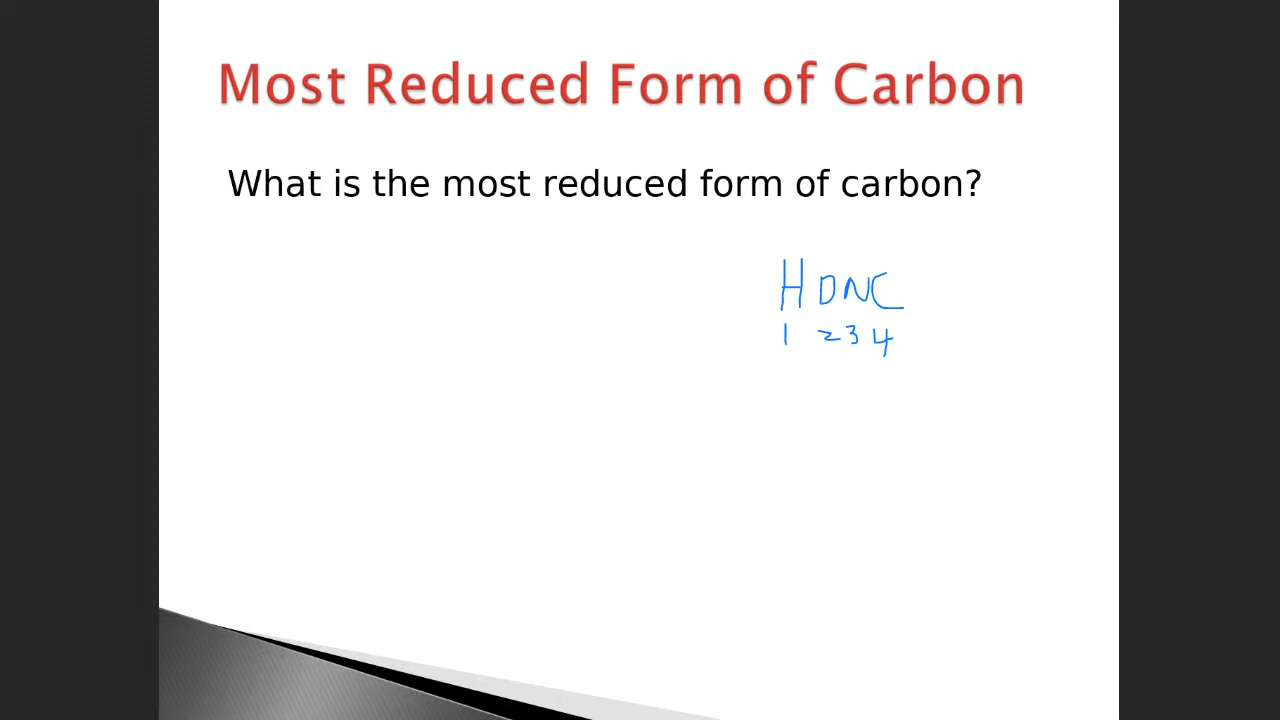 Most Reduced Form of Carbon
What is the most reduced form of carbon?
HONC
1 2 3 4